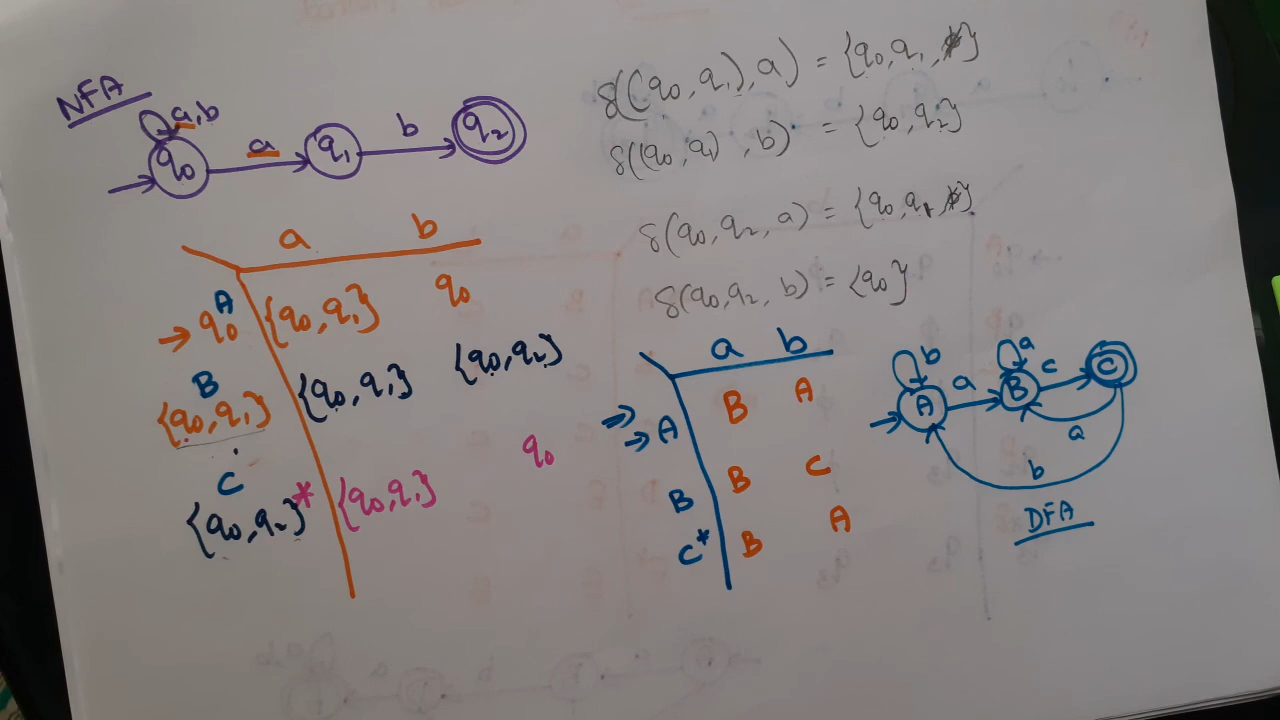 NFA
a,b
q₀ a q₁ b q₂
δ((q₀,q₁),a) = {q₀,q₁, }
δ((q₀,q₁),b) = {q₀,q₂}
δ(q₀,q₂,a) = {q₀,q₁, }
δ(q₀,q₂,b) = {q₀}
a b
A
→ q₀ {q₀,q₁} q₀
B
{q₀,q₁} {q₀,q₁} {q₀,q₂}
C
{q₀,q₂}* {q₀,q₁} q₀
a b
→ A B A
B B C
C* B A
b a
A a B c C
a
b
DFA